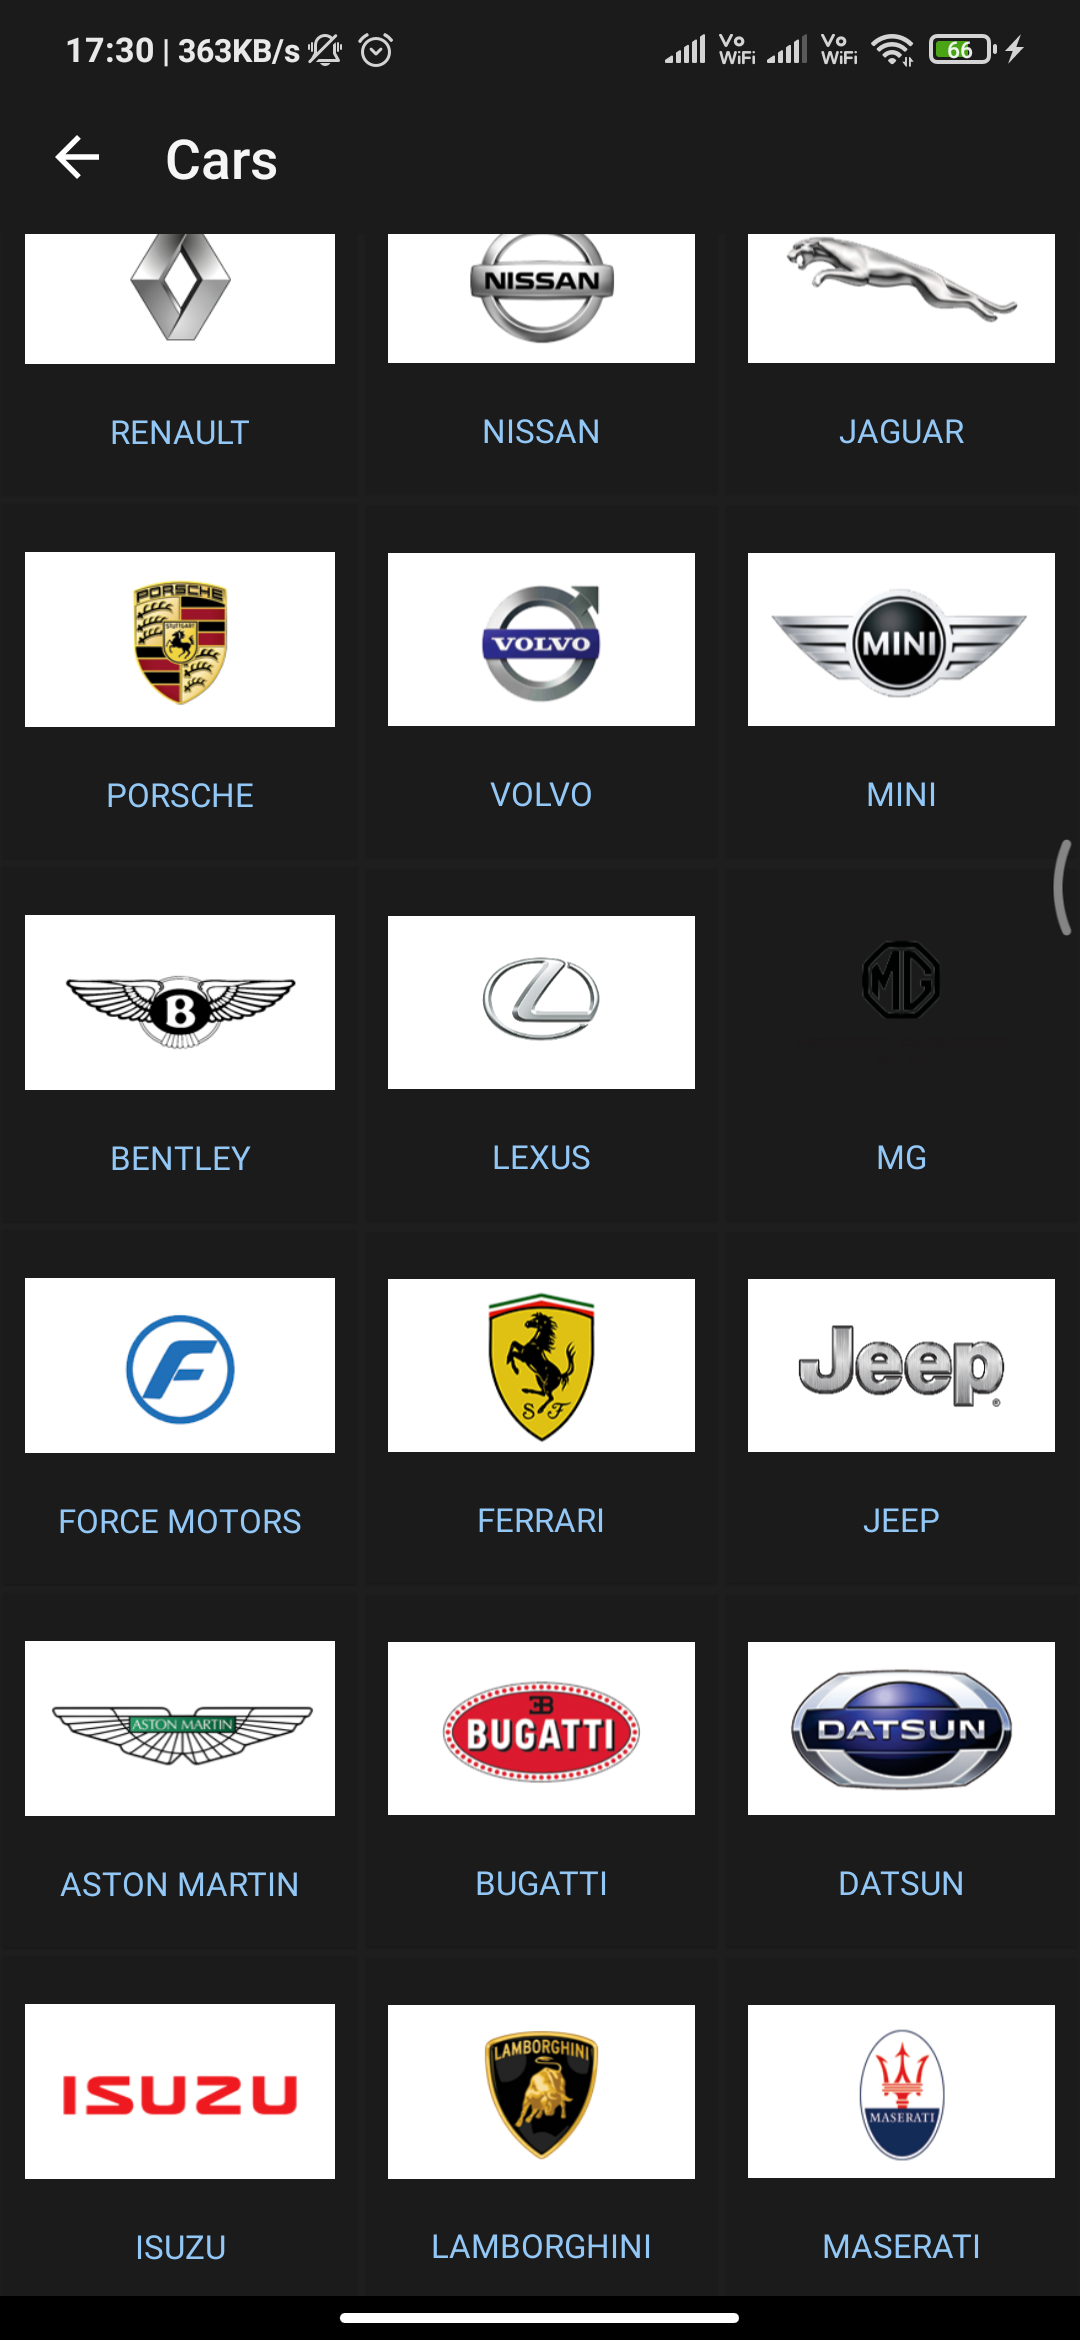 17:30 | 363KB/s Vo WiFi Vo WiFi 66
Cars
NISSAN
RENAULT NISSAN JAGUAR
PORSCHE
STUTTGART
VOLVO
MINI
PORSCHE VOLVO MINI
B
MG
BENTLEY LEXUS MG
F
S F
Jeep®
FORCE MOTORS FERRARI JEEP
ASTON MARTIN
EB
BUGATTI
DATSUN
ASTON MARTIN BUGATTI DATSUN
ISUZU
LAMBORGHINI
MASERATI
ISUZU LAMBORGHINI MASERATI